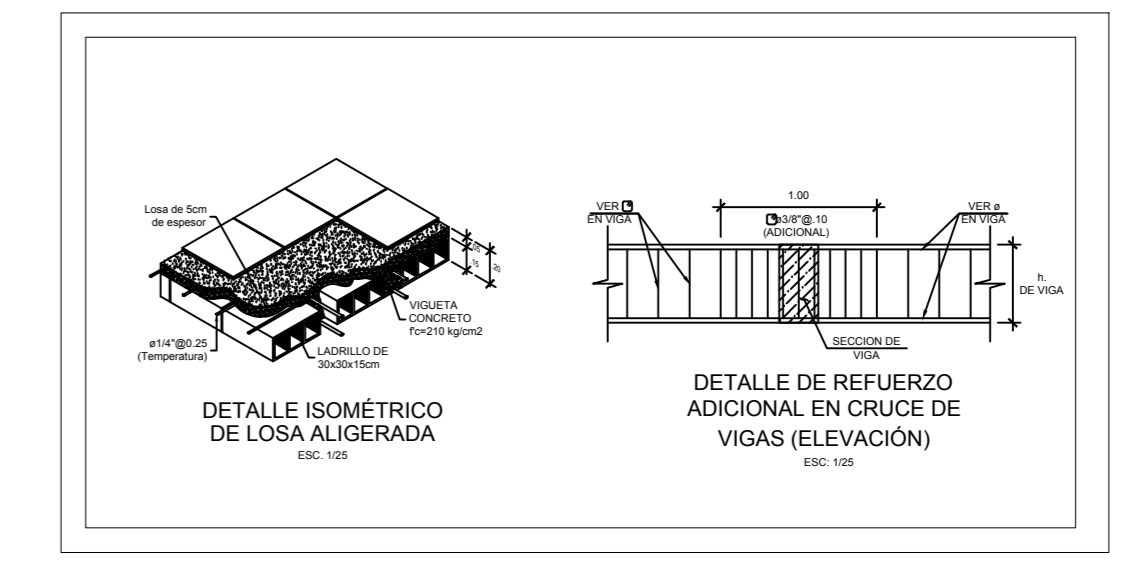 Losa de 5cm
de espesor
.05
.15
.20
VIGUETA
CONCRETO
f'c=210 kg/cm2
ø1/4"@0.25
(Temperatura)
LADRILLO DE
30x30x15cm
DETALLE ISOMÉTRICO
DE LOSA ALIGERADA
ESC. 1/25
1.00
VER
EN VIGA
ø3/8"@.10
(ADICIONAL)
VER ø
EN VIGA
h.
DE VIGA
SECCION DE
VIGA
DETALLE DE REFUERZO
ADICIONAL EN CRUCE DE
VIGAS (ELEVACIÓN)
ESC: 1/25